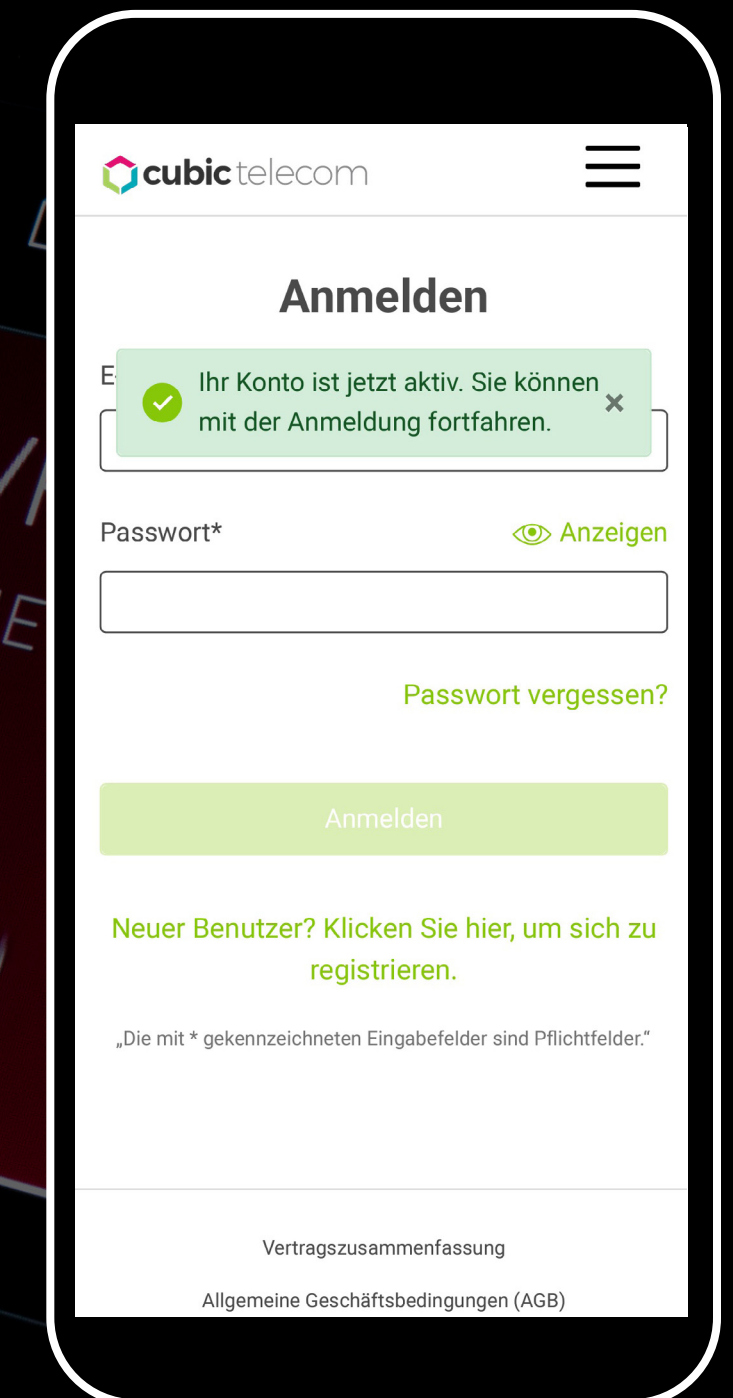 cubic telecom
Anmelden
Ihr Konto ist jetzt aktiv. Sie können
mit der Anmeldung fortfahren.
Passwort*
Anzeigen
Passwort vergessen?
Anmelden
Neuer Benutzer? Klicken Sie hier, um sich zu
registrieren.
„Die mit * gekennzeichneten Eingabefelder sind Pflichtfelder.“
Vertragszusammenfassung
Allgemeine Geschäftsbedingungen (AGB)